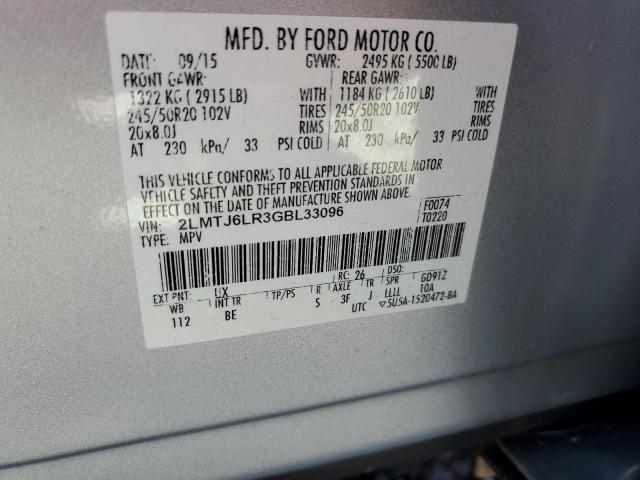 MFD. BY FORD MOTOR CO.
DATE: 09/15 GVWR: 2495 KG ( 5500 LB)
FRONT GAWR: REAR GAWR:
1322 KG ( 2915 LB) WITH 1184 KG ( 2610 LB) WITH
245/50R20 102V TIRES 245/50R20 102V TIRES
20x8.0J RIMS 20x8.0J RIMS
AT 230 kPa/ 33 PSI COLD AT 230 kPa/ 33 PSI COLD
THIS VEHICLE CONFORMS TO ALL APPLICABLE FEDERAL MOTOR
VEHICLE SAFETY AND THEFT PREVENTION STANDARDS IN
EFFECT ON THE DATE OF MANUFACTURE SHOWN ABOVE.
VIN: 2LMTJ6LR3GBL33096 F0074
TYPE: MPV T0220
EXT PNT: UX RC: 26 DSO:
WB INT TR TP/PS R AXLE TR SPR GD91Z
112 BE S 3F J LLLL 10A
UTC ▽5U5A-1520472-BA